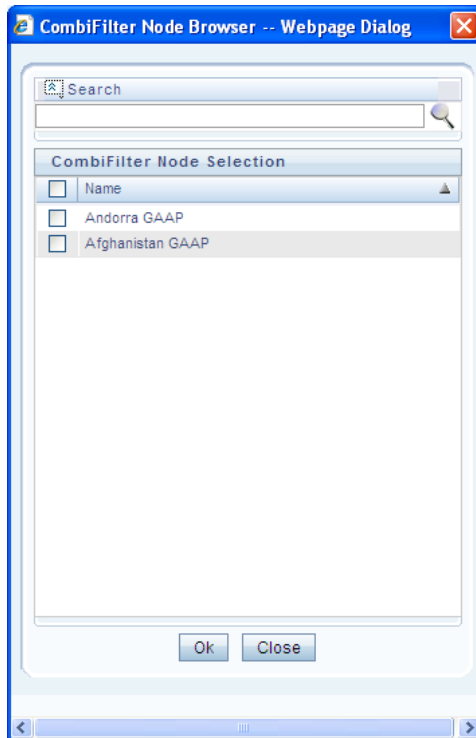 CombiFilter Node Browser -- Webpage Dialog
Search
CombiFilter Node Selection
Name
Andorra GAAP
Afghanistan GAAP
Ok Close